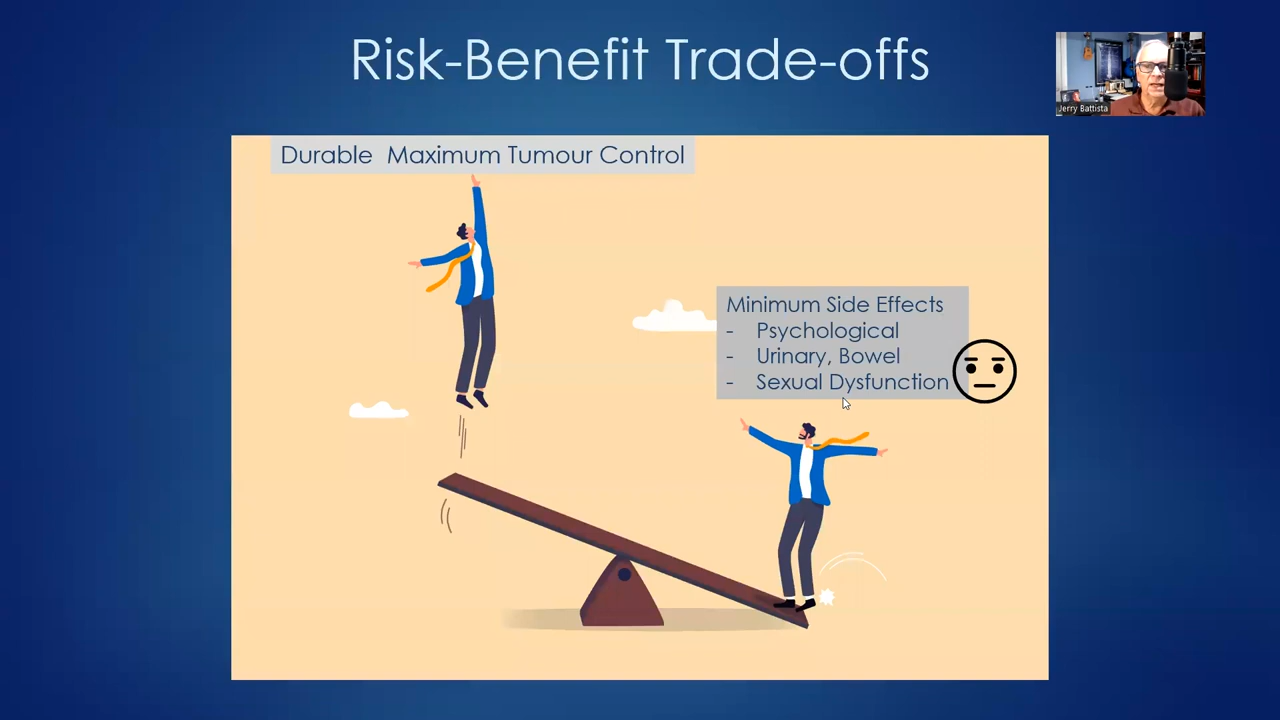 Risk-Benefit Trade-offs
Jerry Battista
Durable Maximum Tumour Control
Minimum Side Effects
- Psychological
- Urinary, Bowel
- Sexual Dysfunction